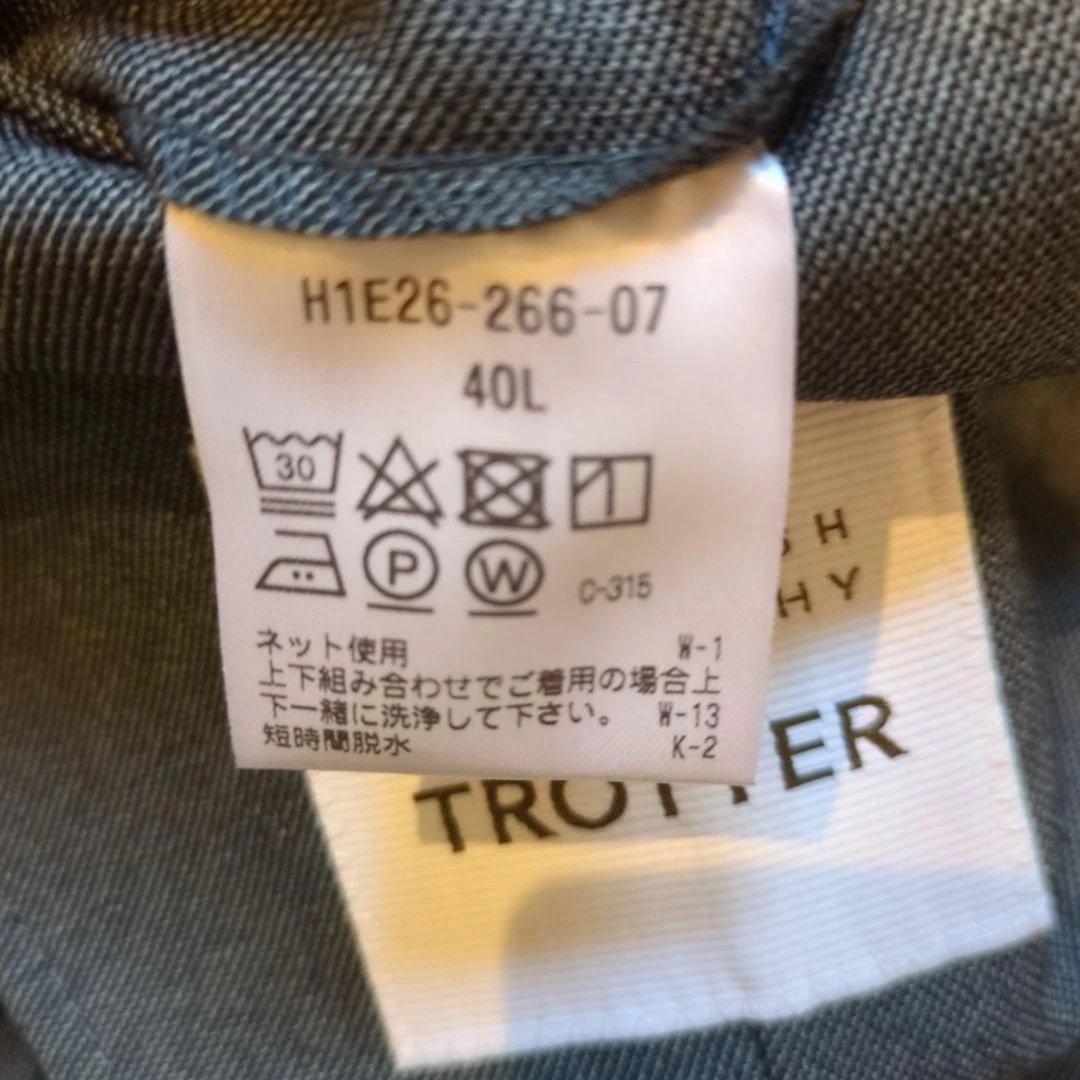 H1E26-266-07
40L
30
P W C-315
ネット使用 W-1
上下組み合わせでご着用の場合上
下一緒に洗浄して下さい。 W-13
短時間脱水 K-2
TROTTER